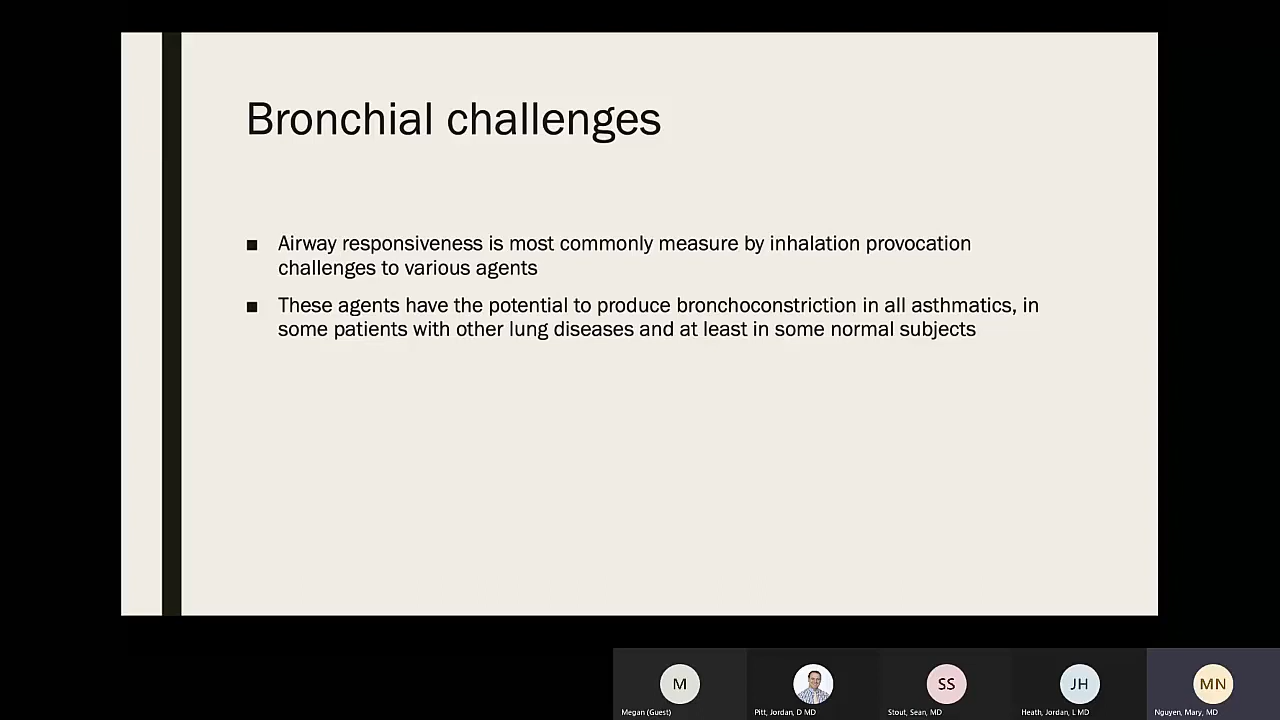 Bronchial challenges
■ Airway responsiveness is most commonly measure by inhalation provocation
challenges to various agents
■ These agents have the potential to produce bronchoconstriction in all asthmatics, in
some patients with other lung diseases and at least in some normal subjects
M
SS
JH
MN
Megan (Guest)
Pitt, Jordan, D MD
Stout, Sean, MD
Heath, Jordan, L MD
Nguyen, Mary, MD